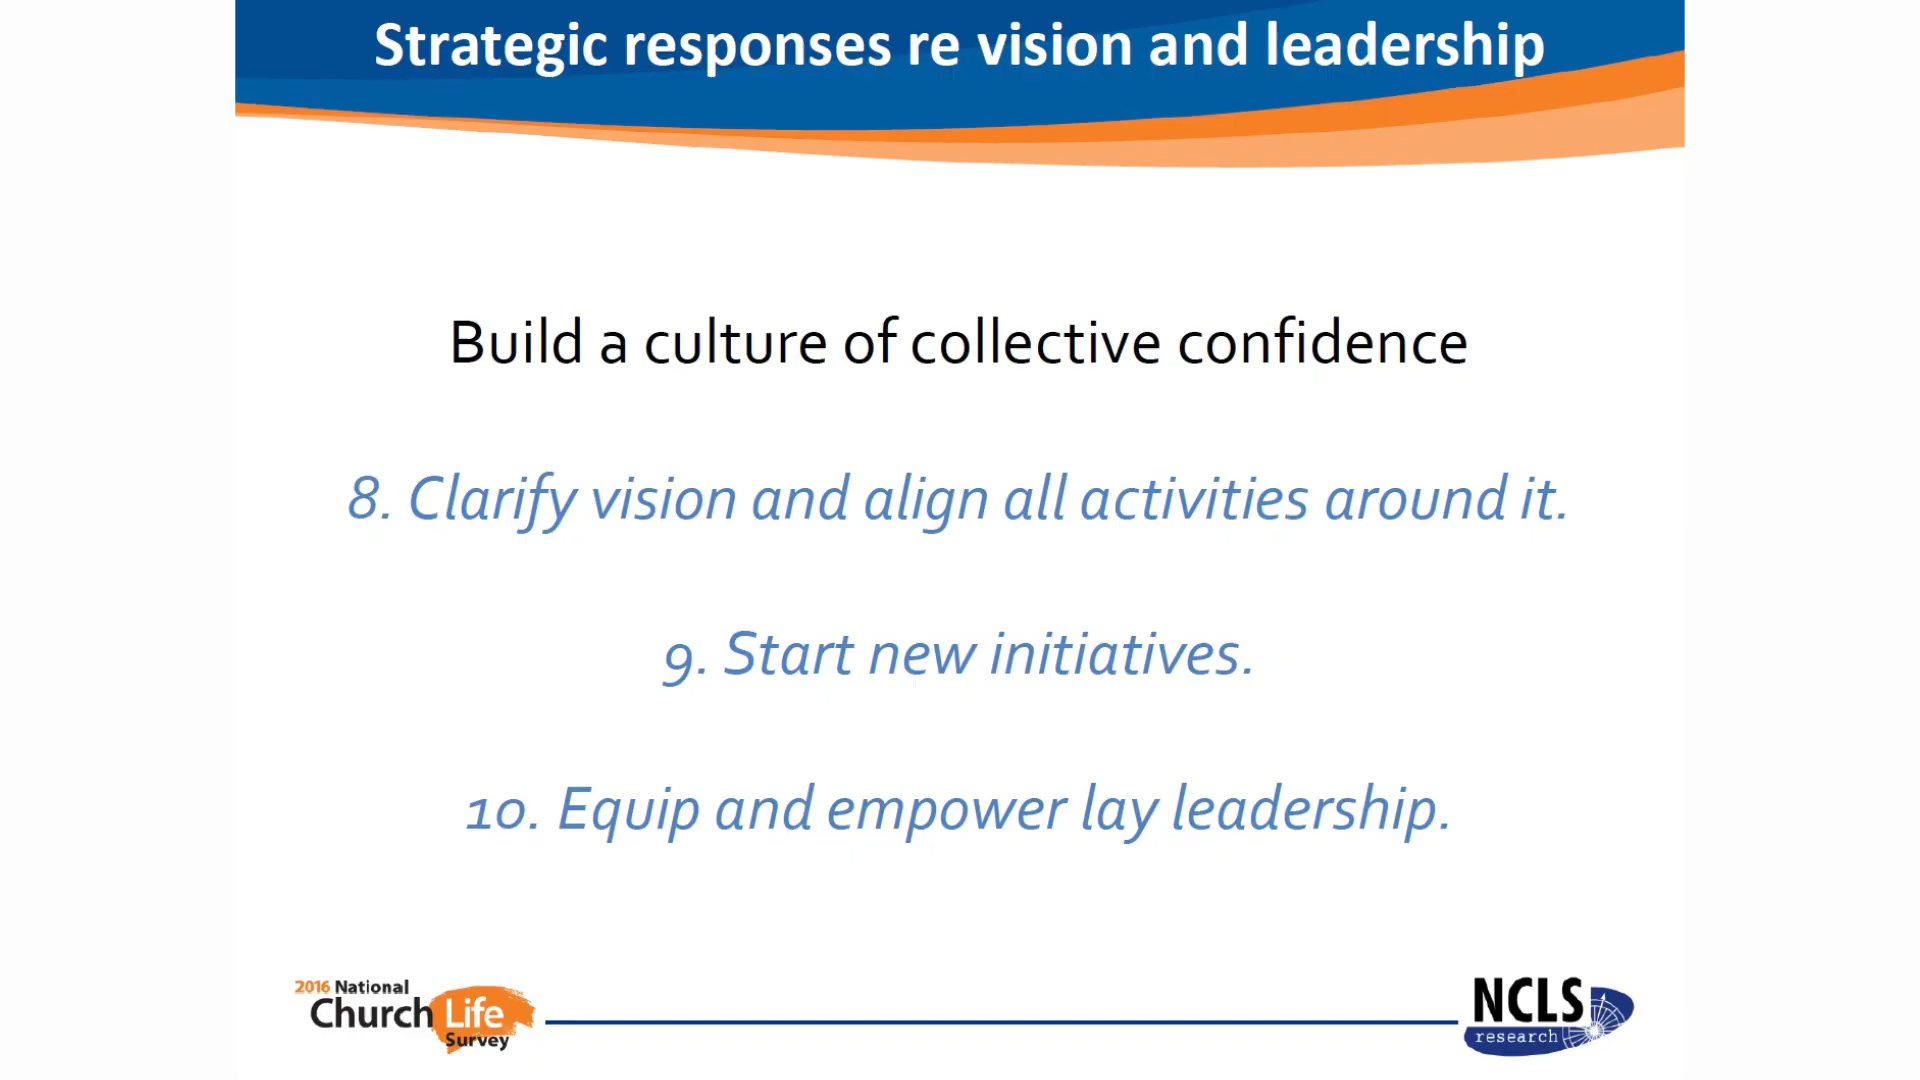 Strategic responses re vision and leadership
Build a culture of collective confidence
8. Clarify vision and align all activities around it.
9. Start new initiatives.
10. Equip and empower lay leadership.
2016 National
Church Life
Survey
NCLS
research